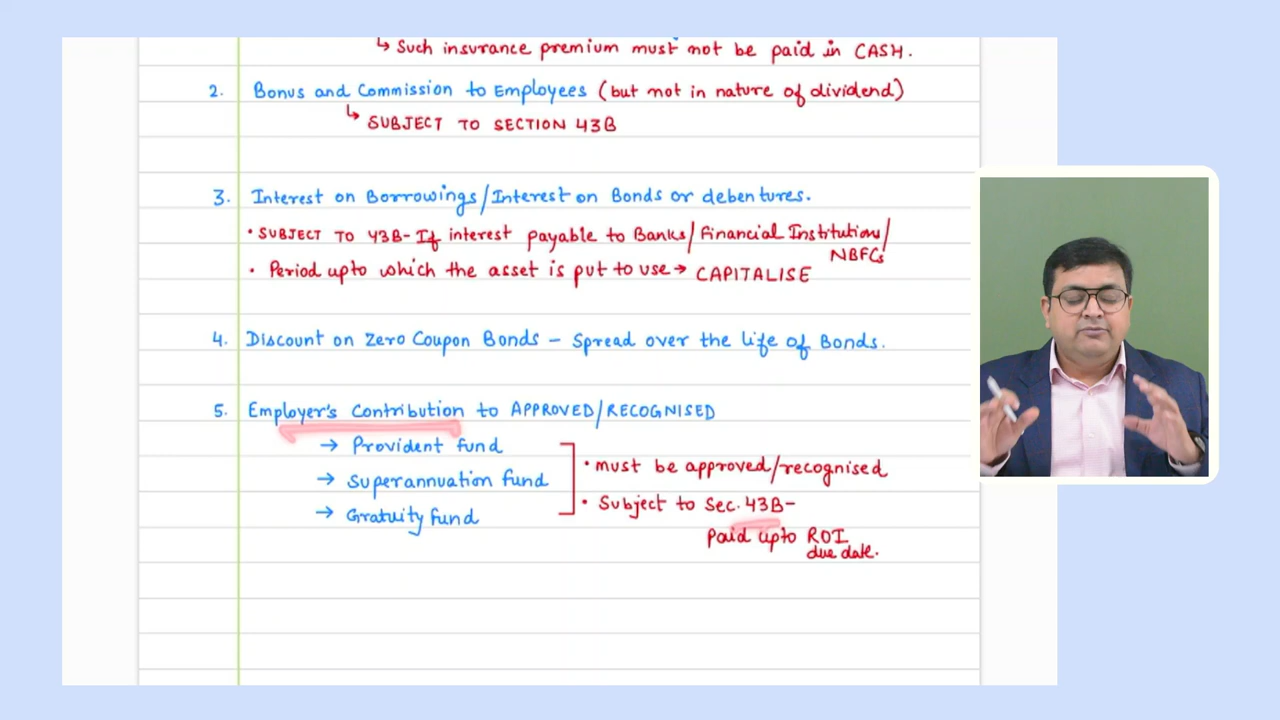 ↳ Such insurance premium must not be paid in CASH.
2. Bonus and Commission to Employees (but not in nature of dividend)
↳ SUBJECT TO SECTION 43B
3. Interest on Borrowings/Interest on Bonds or debentures.
• SUBJECT TO 43B- If interest payable to Banks/Financial Institutions/
NBFCs
• Period upto which the asset is put to use → CAPITALISE
4. Discount on Zero Coupon Bonds – Spread over the life of Bonds.
5. Employer's Contribution to APPROVED/RECOGNISED
→ Provident fund
• must be approved/recognised
→ Superannuation fund
• Subject to Sec. 43B-
→ Gratuity fund
Paid upto ROI
due date.